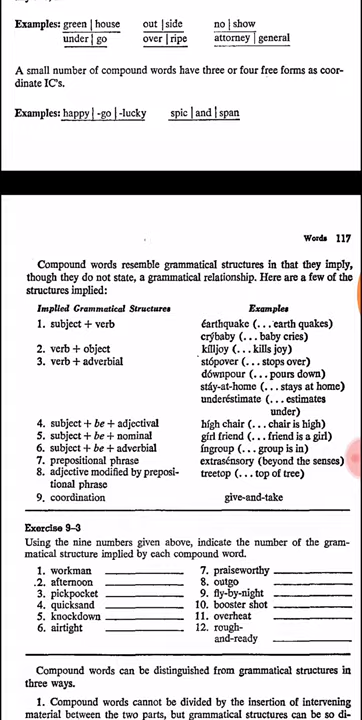 Examples: green | house out | side no | show
under | go over | ripe attorney | general
A small number of compound words have three or four free forms as coor-
dinate IC's.
Examples: happy | -go | -lucky spic | and | span
Words 117
Compound words resemble grammatical structures in that they imply,
though they do not state, a grammatical relationship. Here are a few of the
structures implied:
Implied Grammatical Structures Examples
1. subject + verb éarthquake (. . . earth quakes)
crýbaby (. . . baby cries)
2. verb + object kílljoy (. . . kills joy)
3. verb + adverbial stópover (. . . stops over)
dównpour (. . . pours down)
stáy-at-home (. . . stays at home)
underéstimate (. . . estimates
under)
4. subject + be + adjectival hígh chair (. . . chair is high)
5. subject + be + nominal gírl friend (. . . friend is a girl)
6. subject + be + adverbial íngroup (. . . group is in)
7. prepositional phrase extrasénsory (beyond the senses)
8. adjective modified by preposi- treetop (. . . top of tree)
tional phrase
9. coordination give-and-take
Exercise 9-3
Using the nine numbers given above, indicate the number of the gram-
matical structure implied by each compound word.
1. workman 7. praiseworthy
2. afternoon 8. outgo
3. pickpocket 9. fly-by-night
4. quicksand 10. booster shot
5. knockdown 11. overheat
6. airtight 12. rough-
and-ready
Compound words can be distinguished from grammatical structures in
three ways.
1. Compound words cannot be divided by the insertion of intervening
material between the two parts, but grammatical structures can be so di-